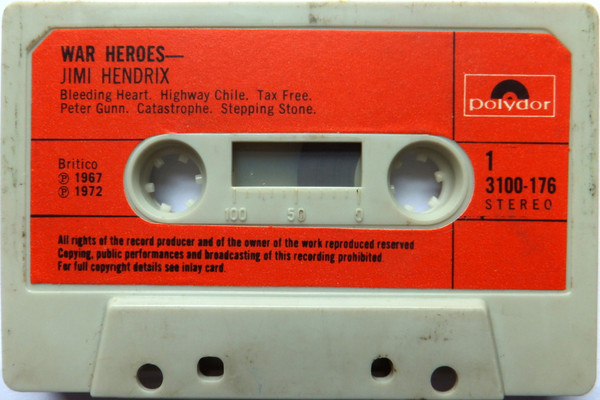 WAR HEROES—
JIMI HENDRIX
Bleeding Heart. Highway Chile. Tax Free.
Peter Gunn. Catastrophe. Stepping Stone.
polydor
Britico
Ⓟ 1967
Ⓟ 1972
1
3100-176
STEREO
100 50 0
All rights of the record producer and of the owner of the work reproduced reserved
Copying, public performances and broadcasting of this recording prohibited.
For full copyright details see inlay card.